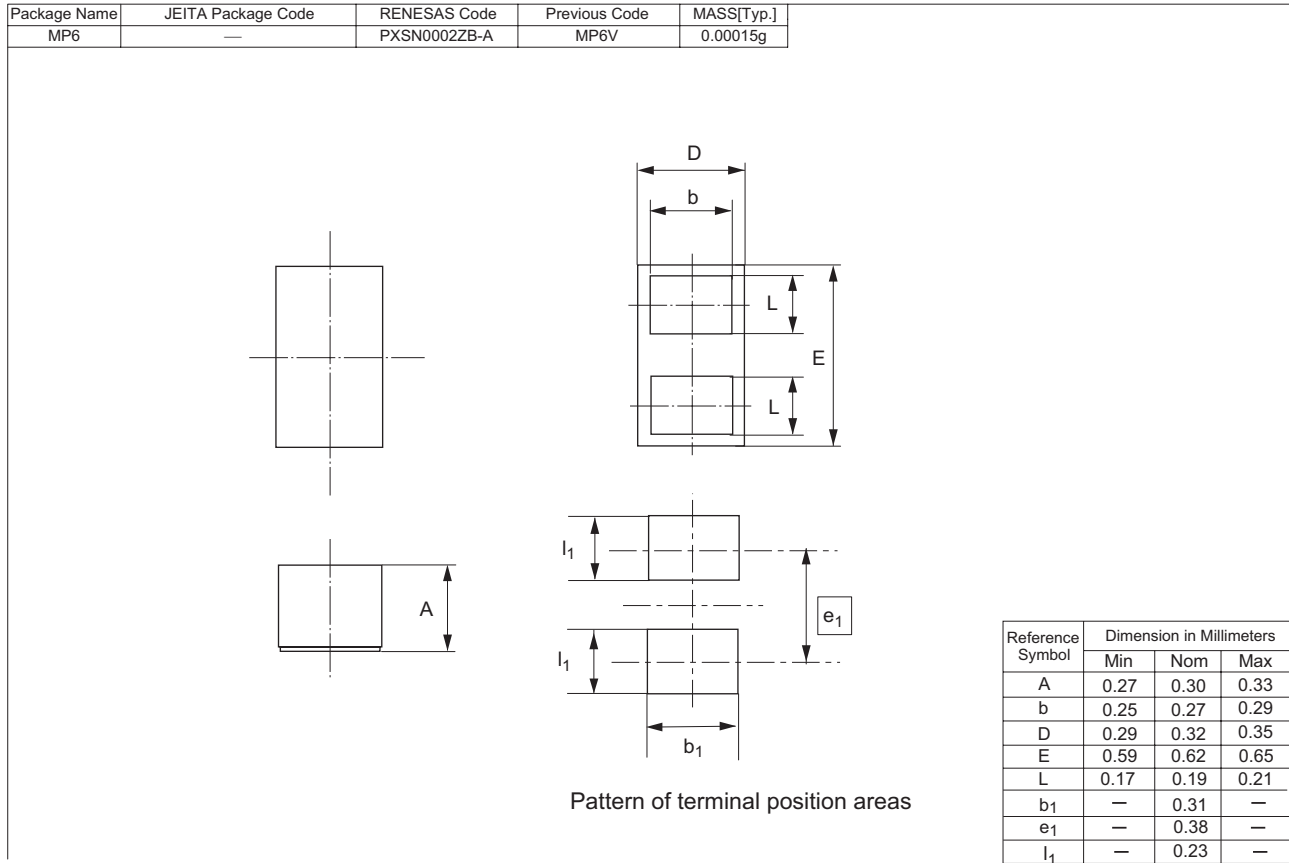 Package Name JEITA Package Code RENESAS Code Previous Code MASS[Typ.]
MP6 — PXSN0002ZB-A MP6V 0.00015g
D
b
L
E
L
l1
A
e1
l1
b1
Pattern of terminal position areas
Reference Symbol Dimension in Millimeters
Min Nom Max
A 0.27 0.30 0.33
b 0.25 0.27 0.29
D 0.29 0.32 0.35
E 0.59 0.62 0.65
L 0.17 0.19 0.21
b1 — 0.31 —
e1 — 0.38 —
l1 — 0.23 —